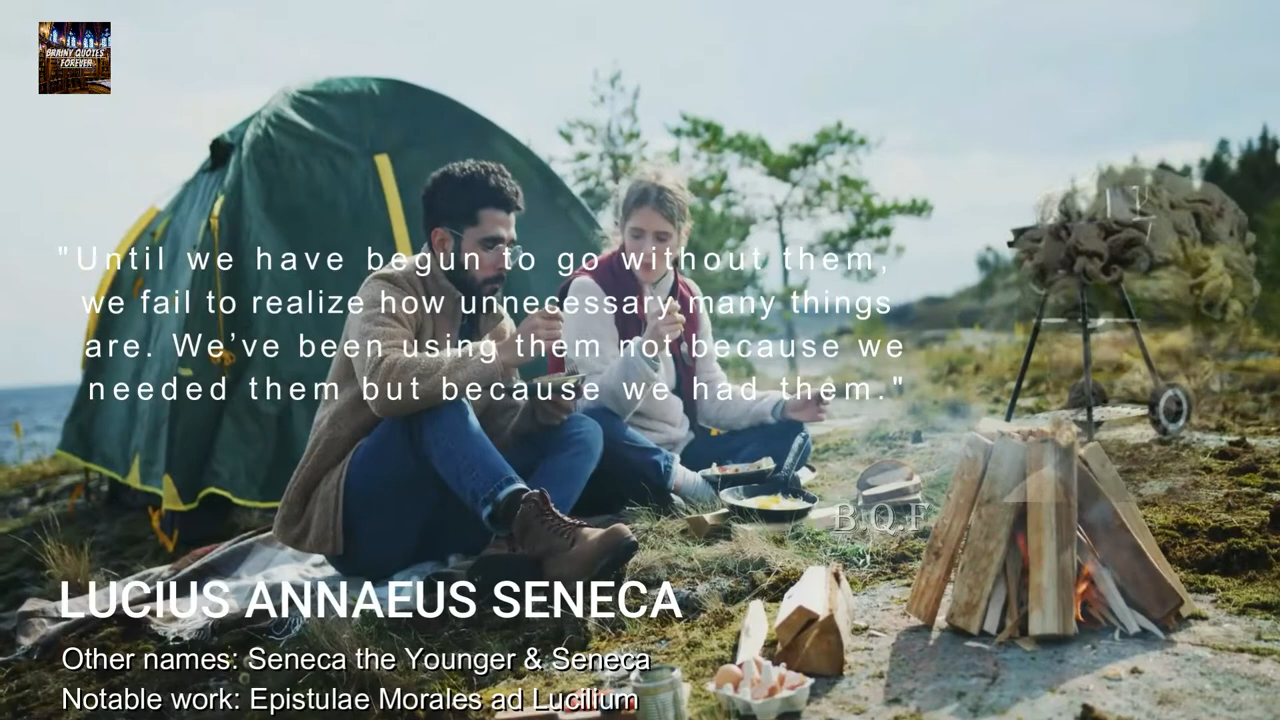 BRAINY QUOTES
FOREVER
"Until we have begun to go without them,
we fail to realize how unnecessary many things
are. We’ve been using them not because we
needed them but because we had them."
B.Q.F
LUCIUS ANNAEUS SENECA
Other names: Seneca the Younger & Seneca
Notable work: Epistulae Morales ad Lucilium